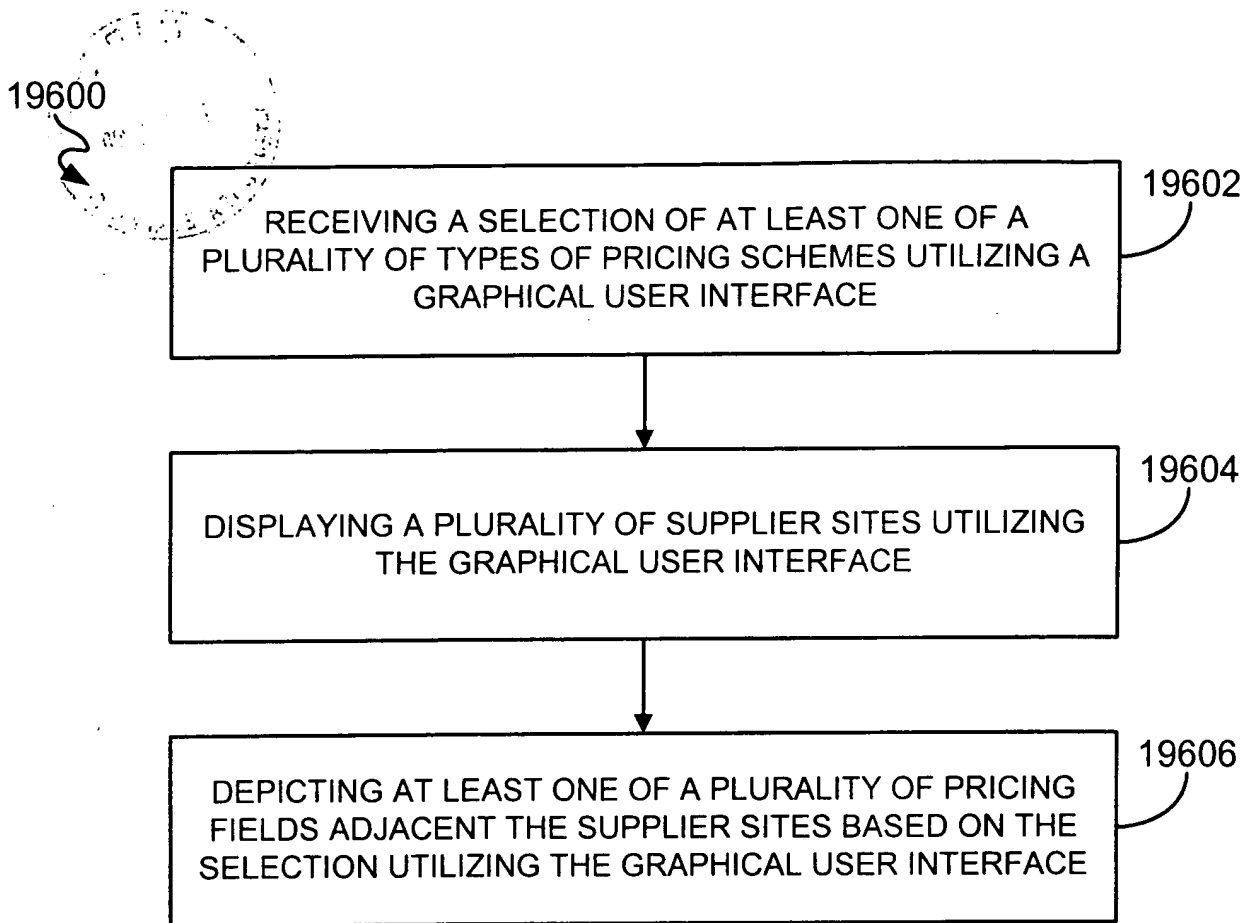 19600
19602
RECEIVING A SELECTION OF AT LEAST ONE OF A
PLURALITY OF TYPES OF PRICING SCHEMES UTILIZING A
GRAPHICAL USER INTERFACE
19604
DISPLAYING A PLURALITY OF SUPPLIER SITES UTILIZING
THE GRAPHICAL USER INTERFACE
19606
DEPICTING AT LEAST ONE OF A PLURALITY OF PRICING
FIELDS ADJACENT THE SUPPLIER SITES BASED ON THE
SELECTION UTILIZING THE GRAPHICAL USER INTERFACE